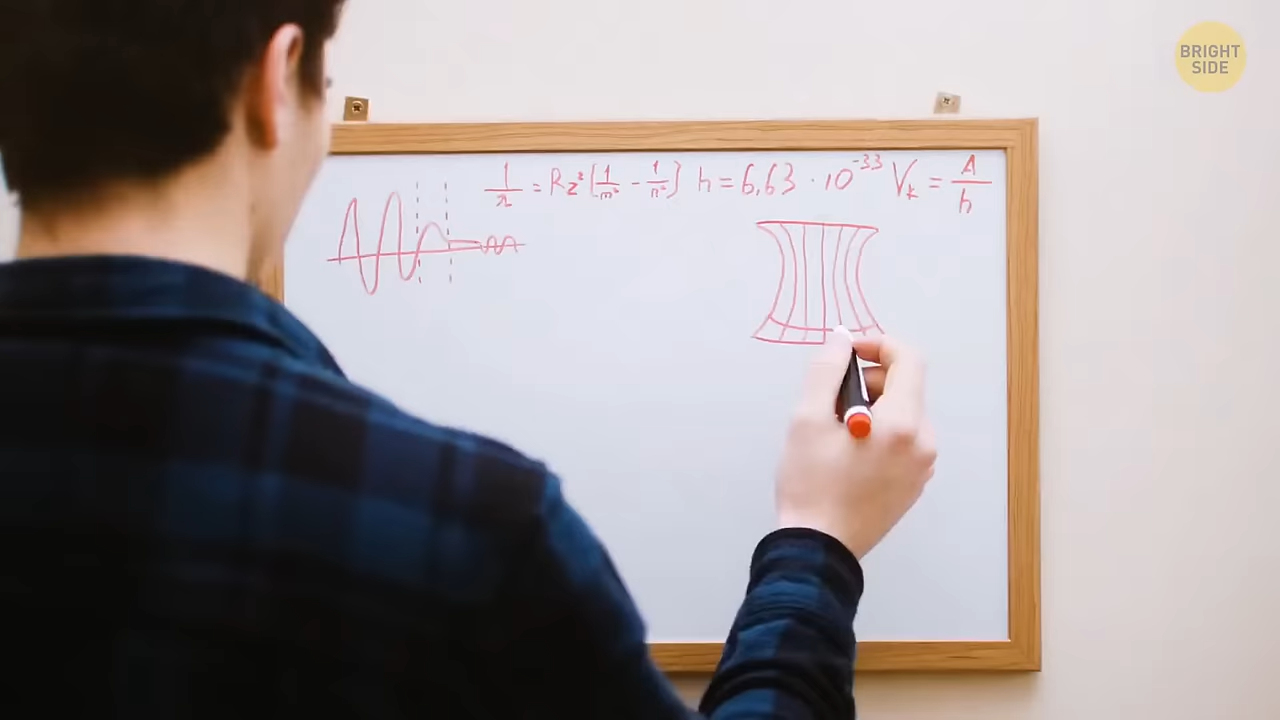 BRIGHT
SIDE
1/λ = Rz²(1/m² - 1/n²) h = 6,63 · 10⁻³³ Vₖ = A/h